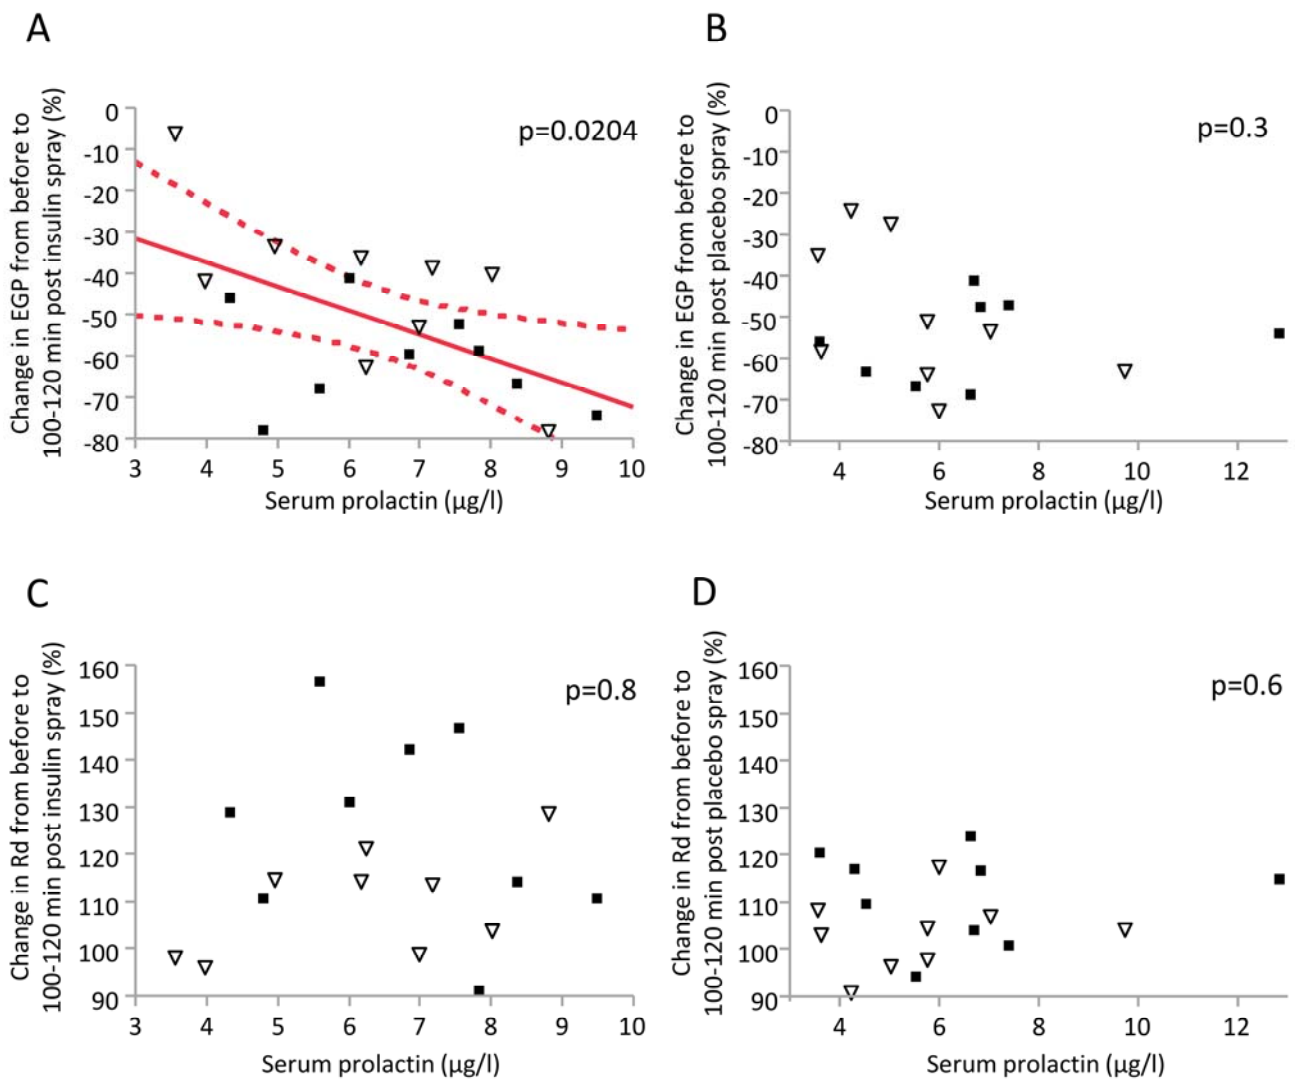 A
Change in EGP from before to
100-120 min post insulin spray (%)
0
-10
-20
-30
-40
-50
-60
-70
-80
p=0.0204
3 4 5 6 7 8 9 10
Serum prolactin (µg/l)
B
Change in EGP from before to
100-120 min post placebo spray (%)
0
-10
-20
-30
-40
-50
-60
-70
-80
p=0.3
4 6 8 10 12
Serum prolactin (µg/l)
C
Change in Rd from before to
100-120 min post insulin spray (%)
160
150
140
130
120
110
100
90
p=0.8
3 4 5 6 7 8 9 10
Serum prolactin (µg/l)
D
Change in Rd from before to
100-120 min post placebo spray (%)
160
150
140
130
120
110
100
90
p=0.6
4 6 8 10 12
Serum prolactin (µg/l)